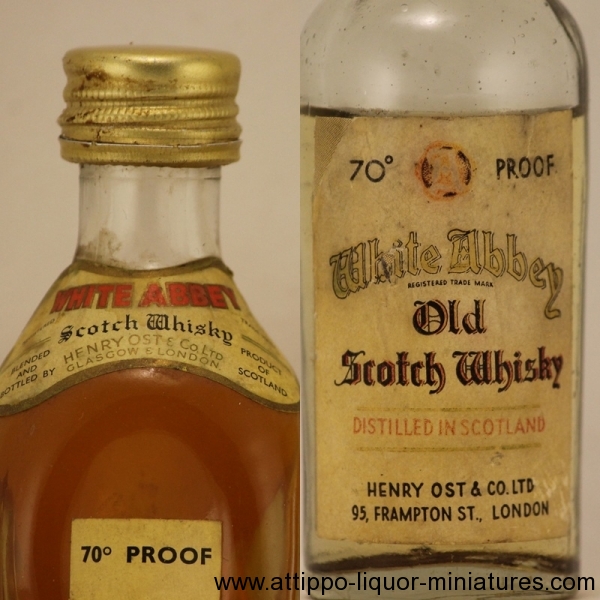 WHITE ABBEY
Scotch Whisky
BLENDED
AND
BOTTLED BY
HENRY OST & CO. LTD
GLASGOW & LONDON
PRODUCT
OF
SCOTLAND
70° PROOF
70° PROOF
White Abbey
REGISTERED TRADE MARK
Old
Scotch Whisky
DISTILLED IN SCOTLAND
HENRY OST & CO. LTD
95, FRAMPTON ST., LONDON
www.attippo-liquor-miniatures.com